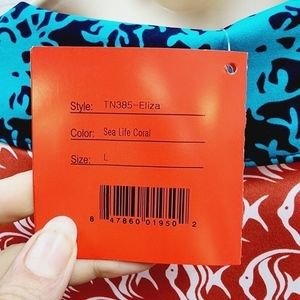 Style: TN385-Eliza
Color: Sea Life Coral
Size: L
8 47860 01950 2